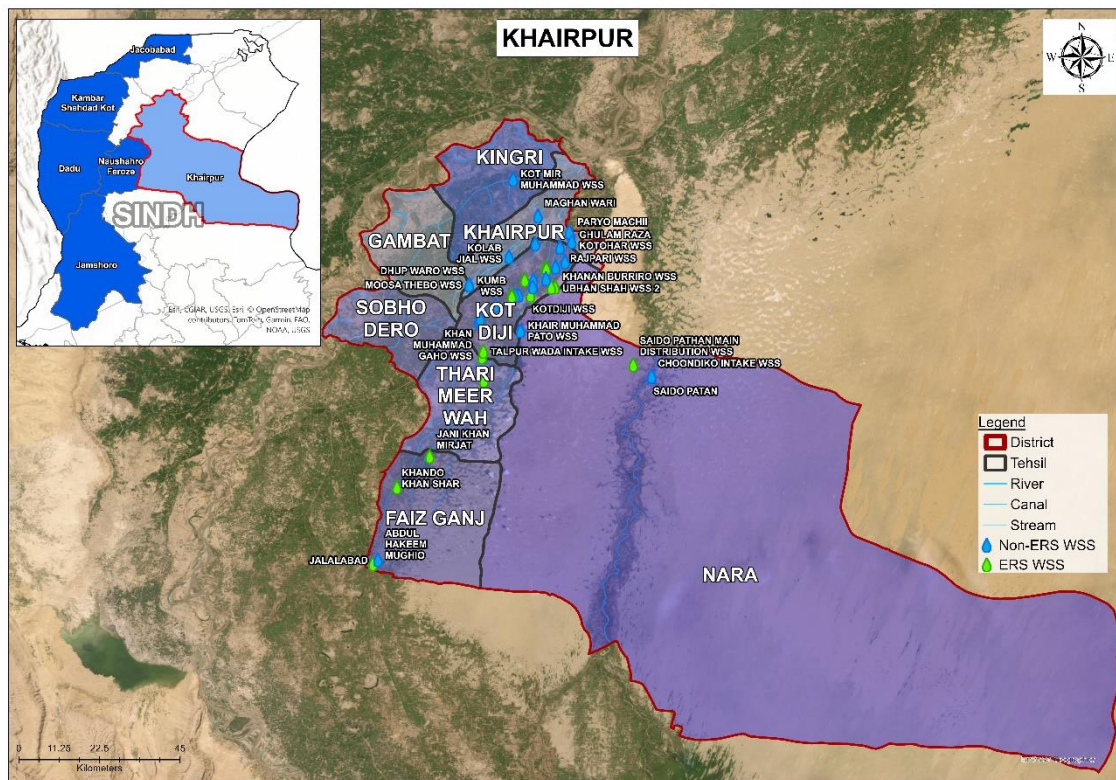 KHAIRPUR
N
W
E
S
Jacobabad
Kambar
Shahdad Kot
Dadu
Naushahro
Feroze
Khairpur
SINDH
Jamshoro
Esri, CGIAR, USGS, Esri, © OpenStreetMap
contributors, TomTom, Garmin, FAO,
NOAA, USGS
KINGRI
KOT MIR
MUHAMMAD WSS
MAGHAN WARI
GAMBAT
KHAIRPUR
PARYO MACHII
GHULAM RAZA
KOTOHAR WSS
KOLAB
JIAL WSS
RAJPARI WSS
DHUP WARO WSS
MOOSA THEBO WSS
KUMB
WSS
KHANAN BURRIRO WSS
UBHAN SHAH WSS 2
SOBHO
DERO
KOT
DIJI
KOTDIJI WSS
KHAN
MUHAMMAD
GAHO WSS
KHAIR MUHAMMAD
PATO WSS
TALPUR WADA INTAKE WSS
SAIDO PATHAN MAIN
DISTRIBUTION WSS
CHOONDIKO INTAKE WSS
SAIDO PATAN
THARI
MEER
WAH
JANI KHAN
MIRJAT
KHANDO
KHAN SHAR
FAIZ GANJ
ABDUL
HAKEEM
MUGHIO
JALALABAD
NARA
Legend
District
Tehsil
River
Canal
Stream
Non-ERS WSS
ERS WSS
0 11.25 22.5 45
Kilometers